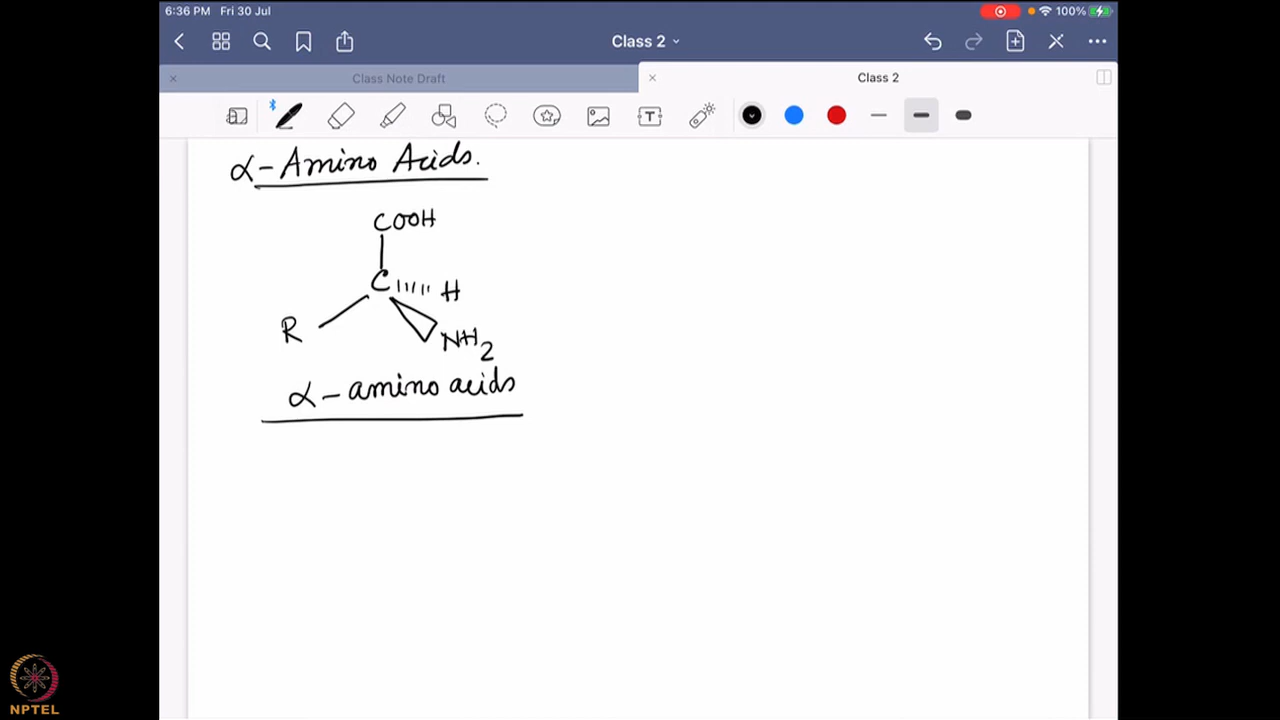 6:36 PM Fri 30 Jul
100%
Class 2
Class Note Draft
Class 2
T
α-Amino Acids.
COOH
C H
R
NH2
α-amino acids
NPTEL